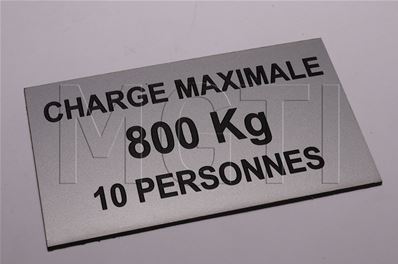 CHARGE MAXIMALE
800 Kg
10 PERSONNES
MGTI